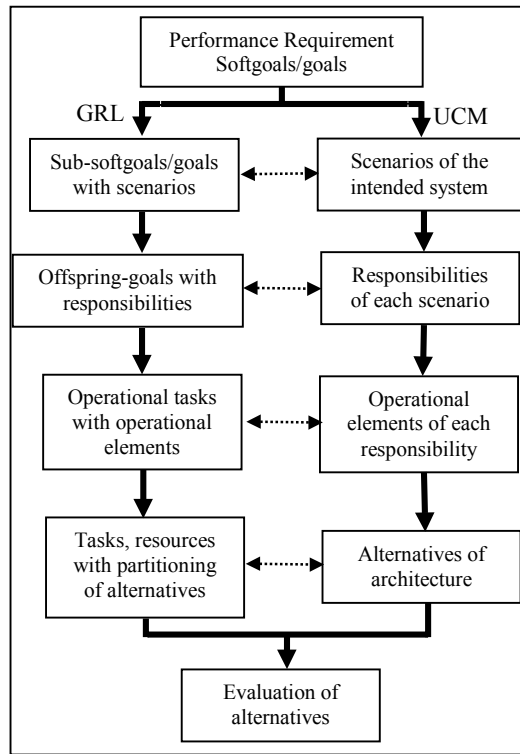 Performance Requirement
Softgoals/goals
GRL
UCM
Sub-softgoals/goals
with scenarios
Scenarios of the
intended system
Offspring-goals with
responsibilities
Responsibilities
of each scenario
Operational tasks
with operational
elements
Operational
elements of each
responsibility
Tasks, resources
with partitioning
of alternatives
Alternatives of
architecture
Evaluation of
alternatives